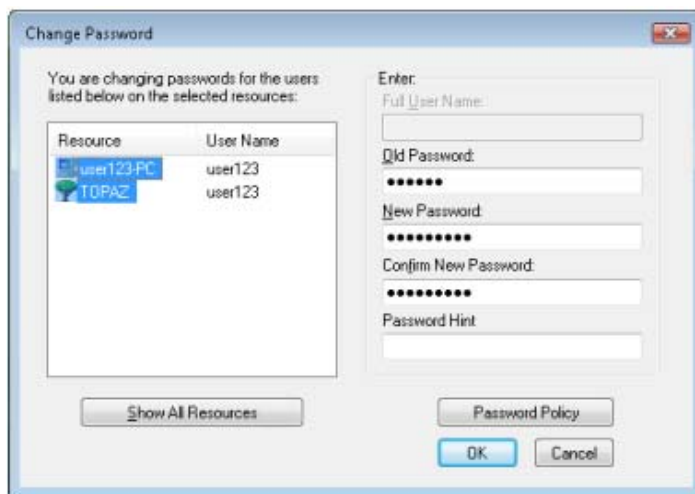 Change Password
You are changing passwords for the users
listed below on the selected resources:
Resource User Name
user123-PC user123
TOPAZ user123
Show All Resources
Enter:
Full User Name:
Old Password:
••••••
New Password:
•••••••••
Confirm New Password:
•••••••••
Password Hint
Password Policy
OK Cancel